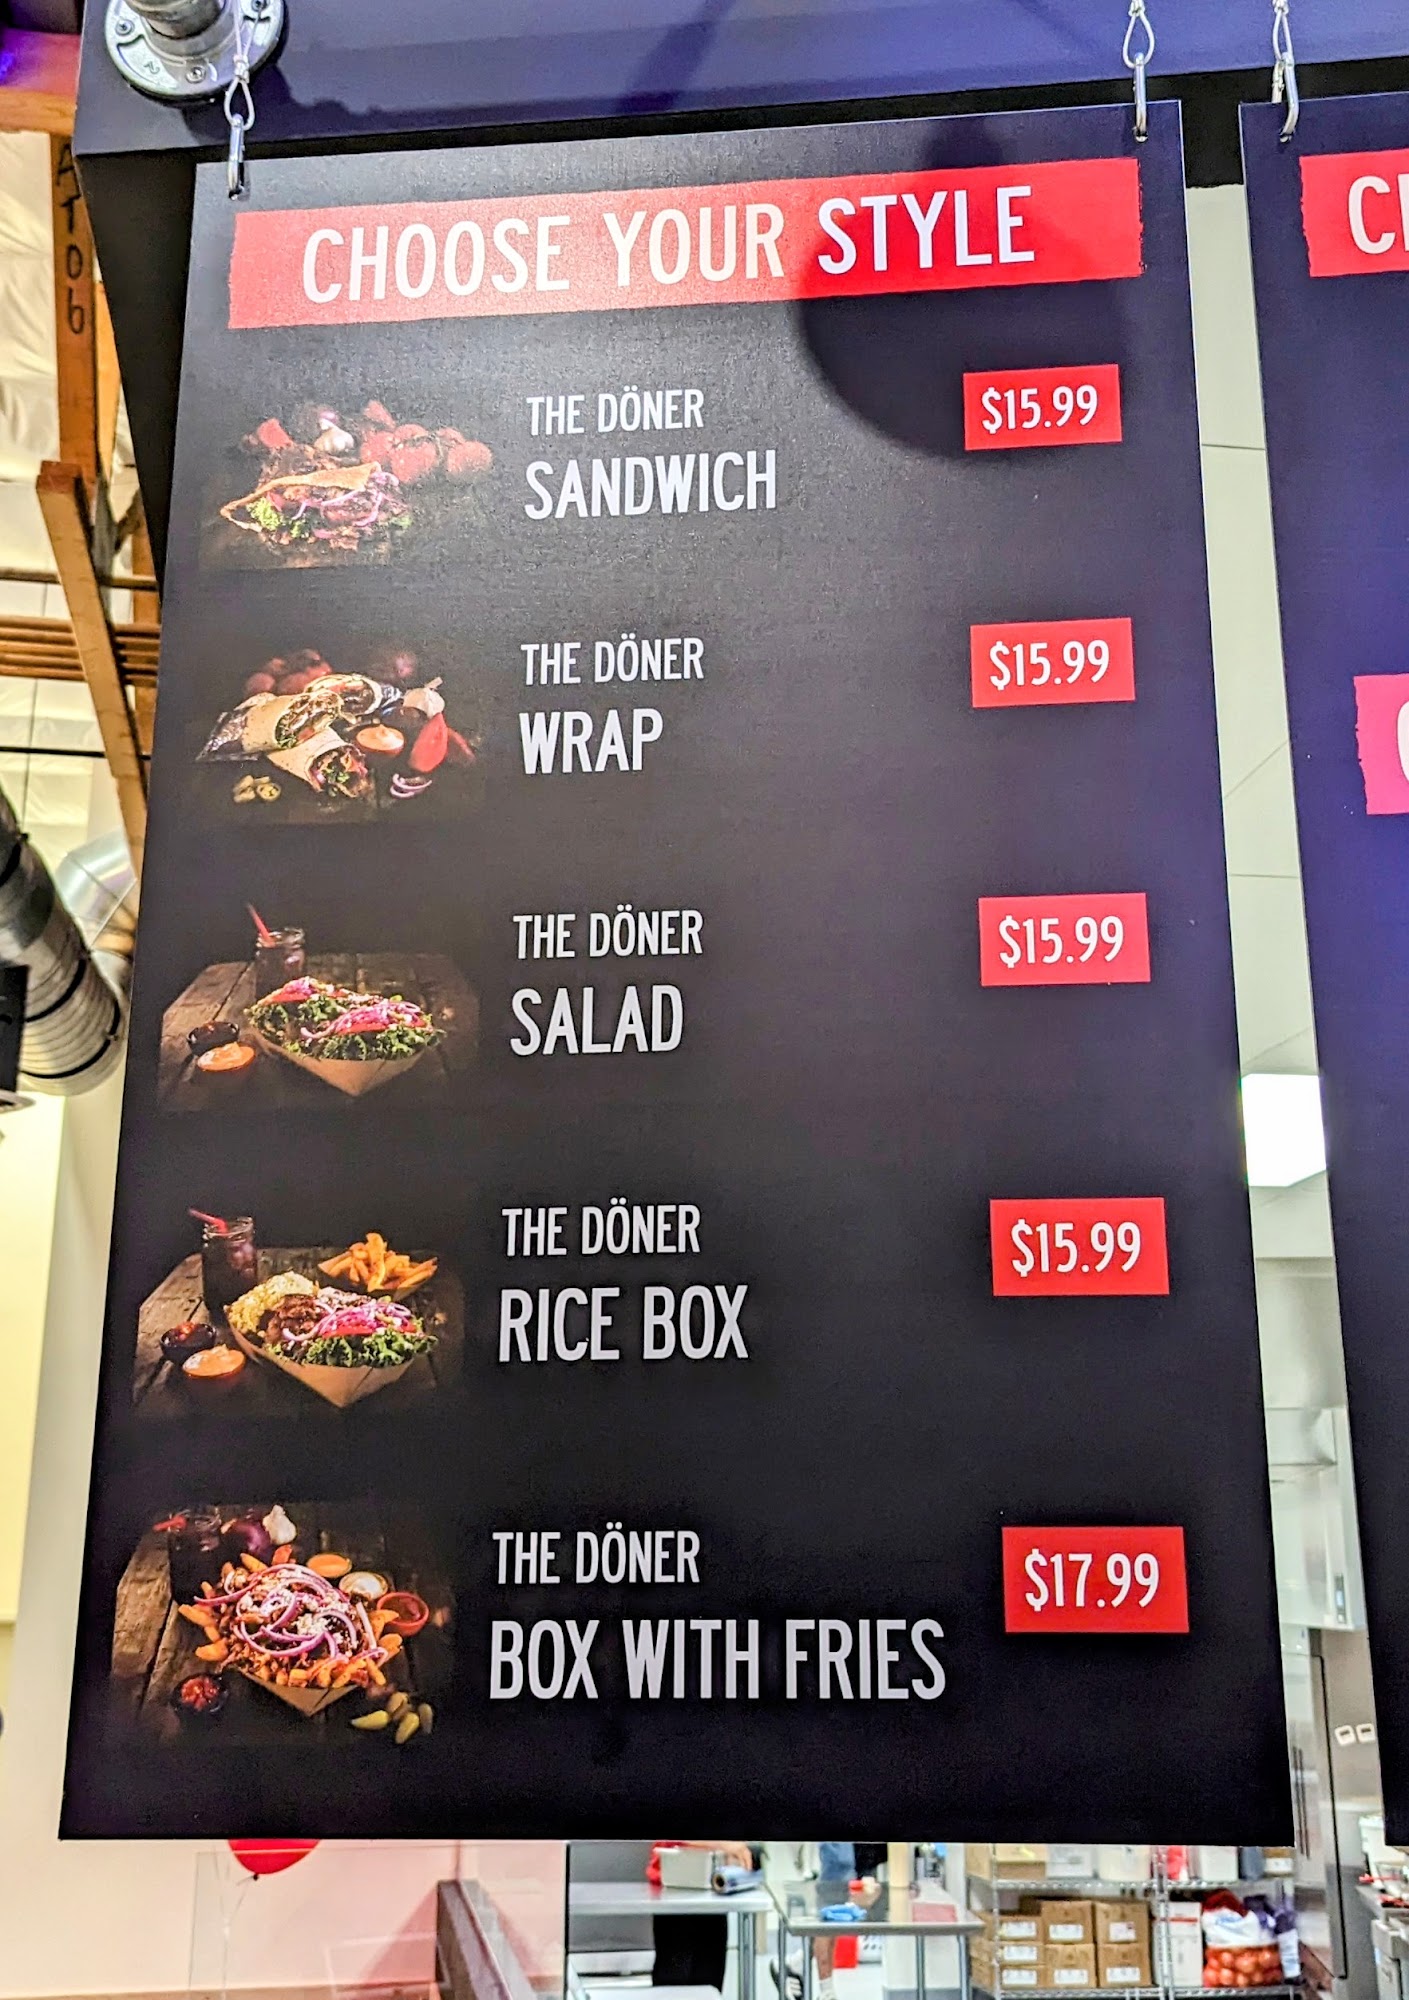 CHOOSE YOUR STYLE
THE DÖNER
SANDWICH
$15.99
THE DÖNER
WRAP
$15.99
THE DÖNER
SALAD
$15.99
THE DÖNER
RICE BOX
$15.99
THE DÖNER
BOX WITH FRIES
$17.99